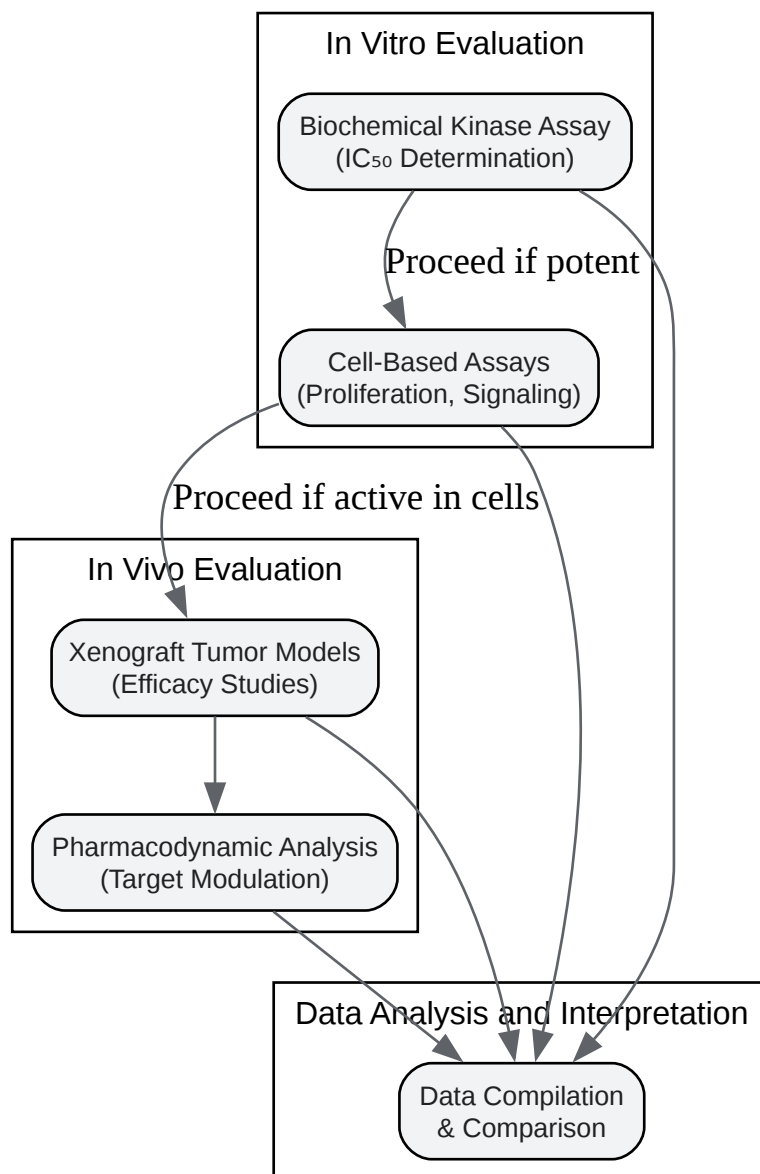 In Vitro Evaluation
Biochemical Kinase Assay
(IC₅₀ Determination)
Proceed if potent
Cell-Based Assays
(Proliferation, Signaling)
Proceed if active in cells
In Vivo Evaluation
Xenograft Tumor Models
(Efficacy Studies)
Pharmacodynamic Analysis
(Target Modulation)
Data Analysis and Interpretation
Data Compilation
& Comparison